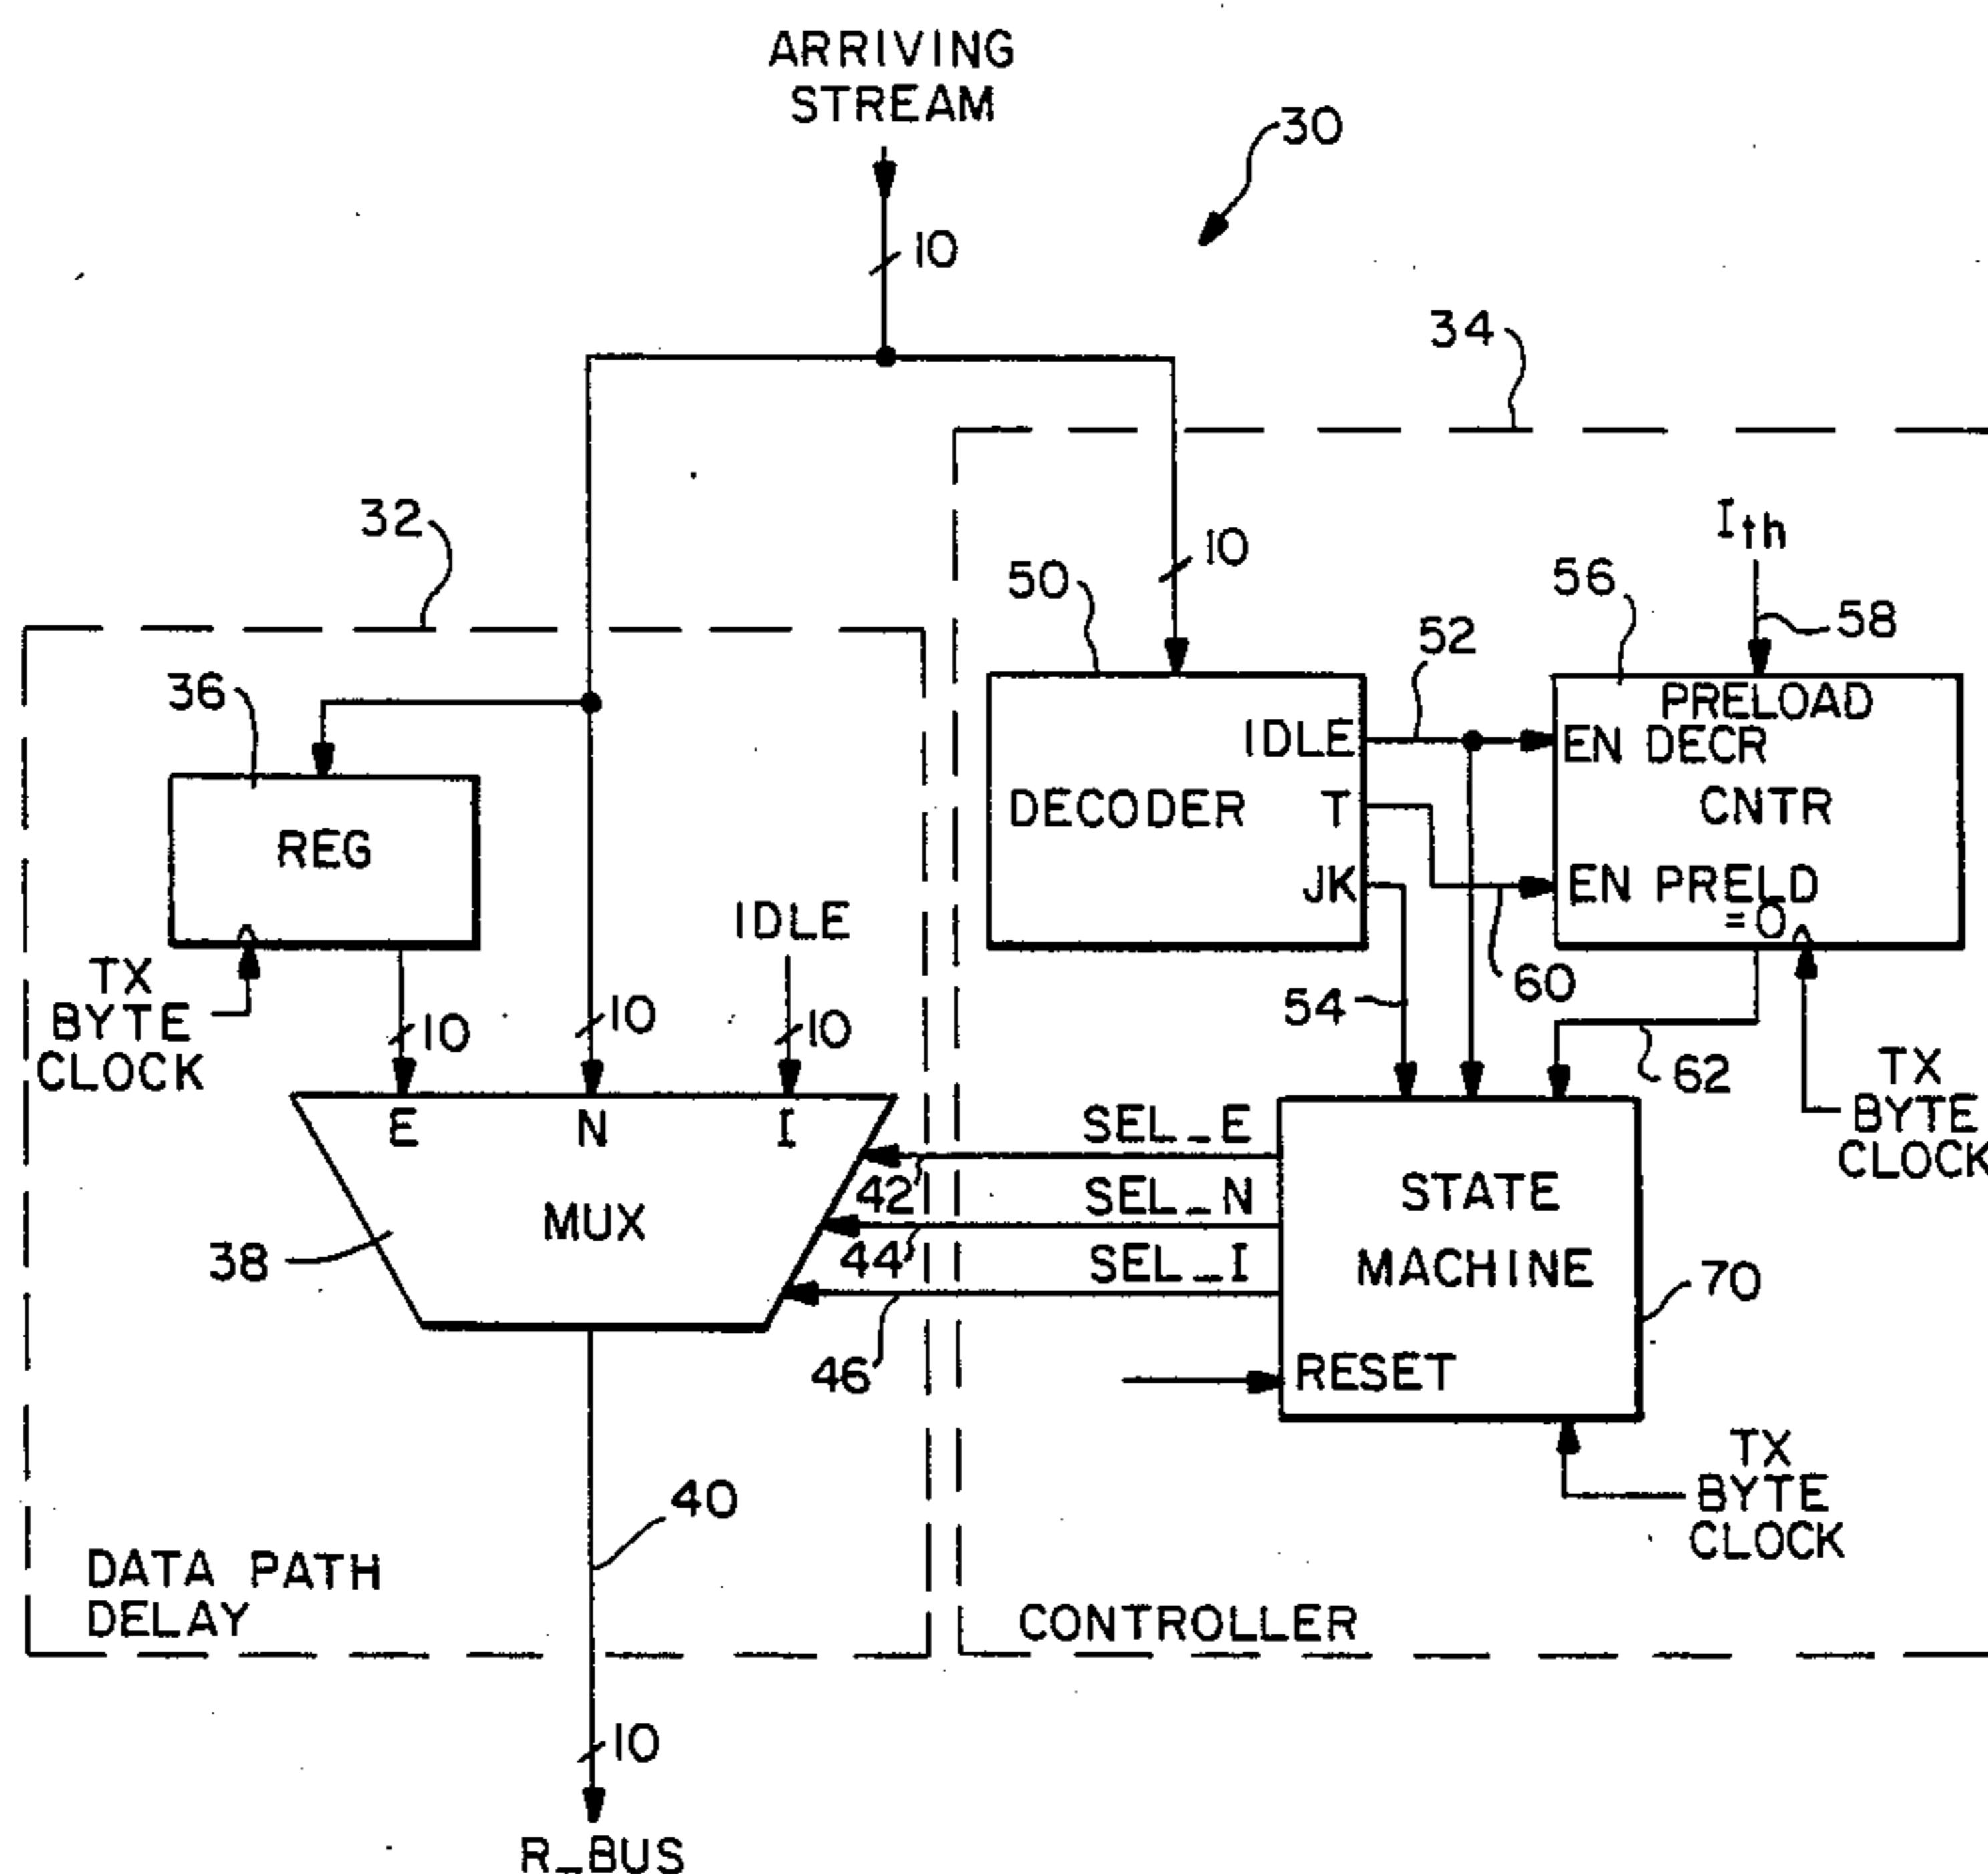 ARRIVING
STREAM
30
10
34
32
10
I th
50
56
58
52
36
PRELOAD
IDLE
EN DECR
DECODER
T
CNTR
REG
JK
EN PRELD
=0
IDLE
TX
BYTE
CLOCK
10
10
10
54
60
62
TX
BYTE
CLOCK
E
N
I
SEL_E
42
SEL_N
44
SEL_I
46
MUX
38
STATE
MACHINE
70
RESET
40
TX
BYTE
CLOCK
DATA PATH
DELAY
CONTROLLER
10
R_BUS